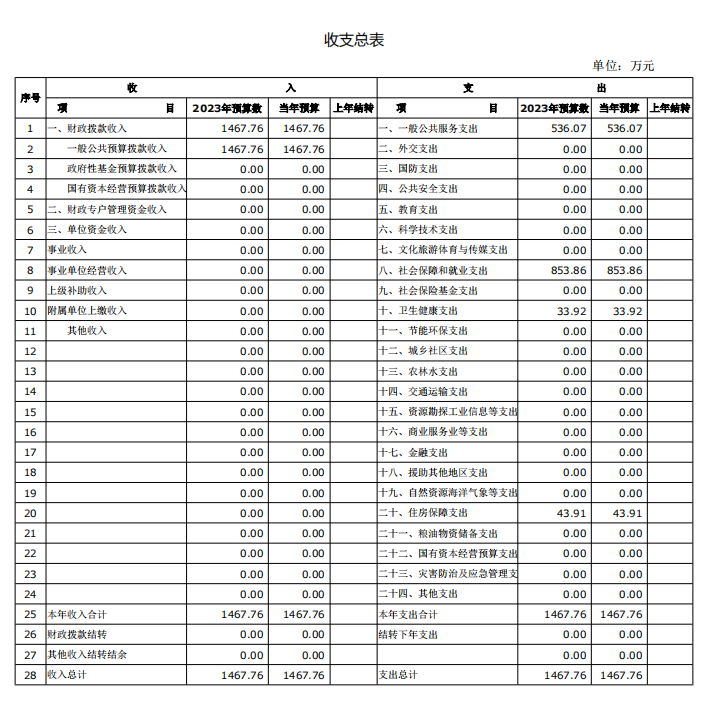 收支总表
单位：万元
序号 收 入 支 出
项 目 2023年预算数 当年预算 上年结转 项 目 2023年预算数 当年预算 上年结转
1 一、财政拨款收入 1467.76 1467.76 一、一般公共服务支出 536.07 536.07
2 一般公共预算拨款收入 1467.76 1467.76 二、外交支出 0.00 0.00
3 政府性基金预算拨款收入 0.00 0.00 三、国防支出 0.00 0.00
4 国有资本经营预算拨款收入 0.00 0.00 四、公共安全支出 0.00 0.00
5 二、财政专户管理资金收入 0.00 0.00 五、教育支出 0.00 0.00
6 三、单位资金收入 0.00 0.00 六、科学技术支出 0.00 0.00
7 事业收入 0.00 0.00 七、文化旅游体育与传媒支出 0.00 0.00
8 事业单位经营收入 0.00 0.00 八、社会保障和就业支出 853.86 853.86
9 上级补助收入 0.00 0.00 九、社会保险基金支出 0.00 0.00
10 附属单位上缴收入 0.00 0.00 十、卫生健康支出 33.92 33.92
11 其他收入 0.00 0.00 十一、节能环保支出 0.00 0.00
12 0.00 0.00 十二、城乡社区支出 0.00 0.00
13 0.00 0.00 十三、农林水支出 0.00 0.00
14 0.00 0.00 十四、交通运输支出 0.00 0.00
15 0.00 0.00 十五、资源勘探工业信息等支出 0.00 0.00
16 0.00 0.00 十六、商业服务业等支出 0.00 0.00
17 0.00 0.00 十七、金融支出 0.00 0.00
18 0.00 0.00 十八、援助其他地区支出 0.00 0.00
19 0.00 0.00 十九、自然资源海洋气象等支出 0.00 0.00
20 0.00 0.00 二十、住房保障支出 43.91 43.91
21 0.00 0.00 二十一、粮油物资储备支出 0.00 0.00
22 0.00 0.00 二十二、国有资本经营预算支出 0.00 0.00
23 0.00 0.00 二十三、灾害防治及应急管理支 0.00 0.00
24 0.00 0.00 二十四、其他支出 0.00 0.00
25 本年收入合计 1467.76 1467.76 本年支出合计 1467.76 1467.76
26 财政拨款结转 0.00 0.00 结转下年支出 0.00 0.00
27 其他收入结转结余 0.00 0.00 0.00 0.00
28 收入总计 1467.76 1467.76 支出总计 1467.76 1467.76